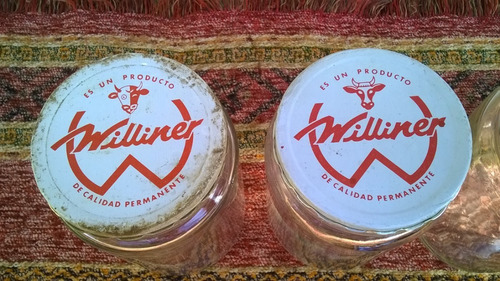 ES UN PRODUCTO
Williner
W
DE CALIDAD PERMANENTE
ES UN PRODUCTO
Williner
W
DE CALIDAD PERMANENTE